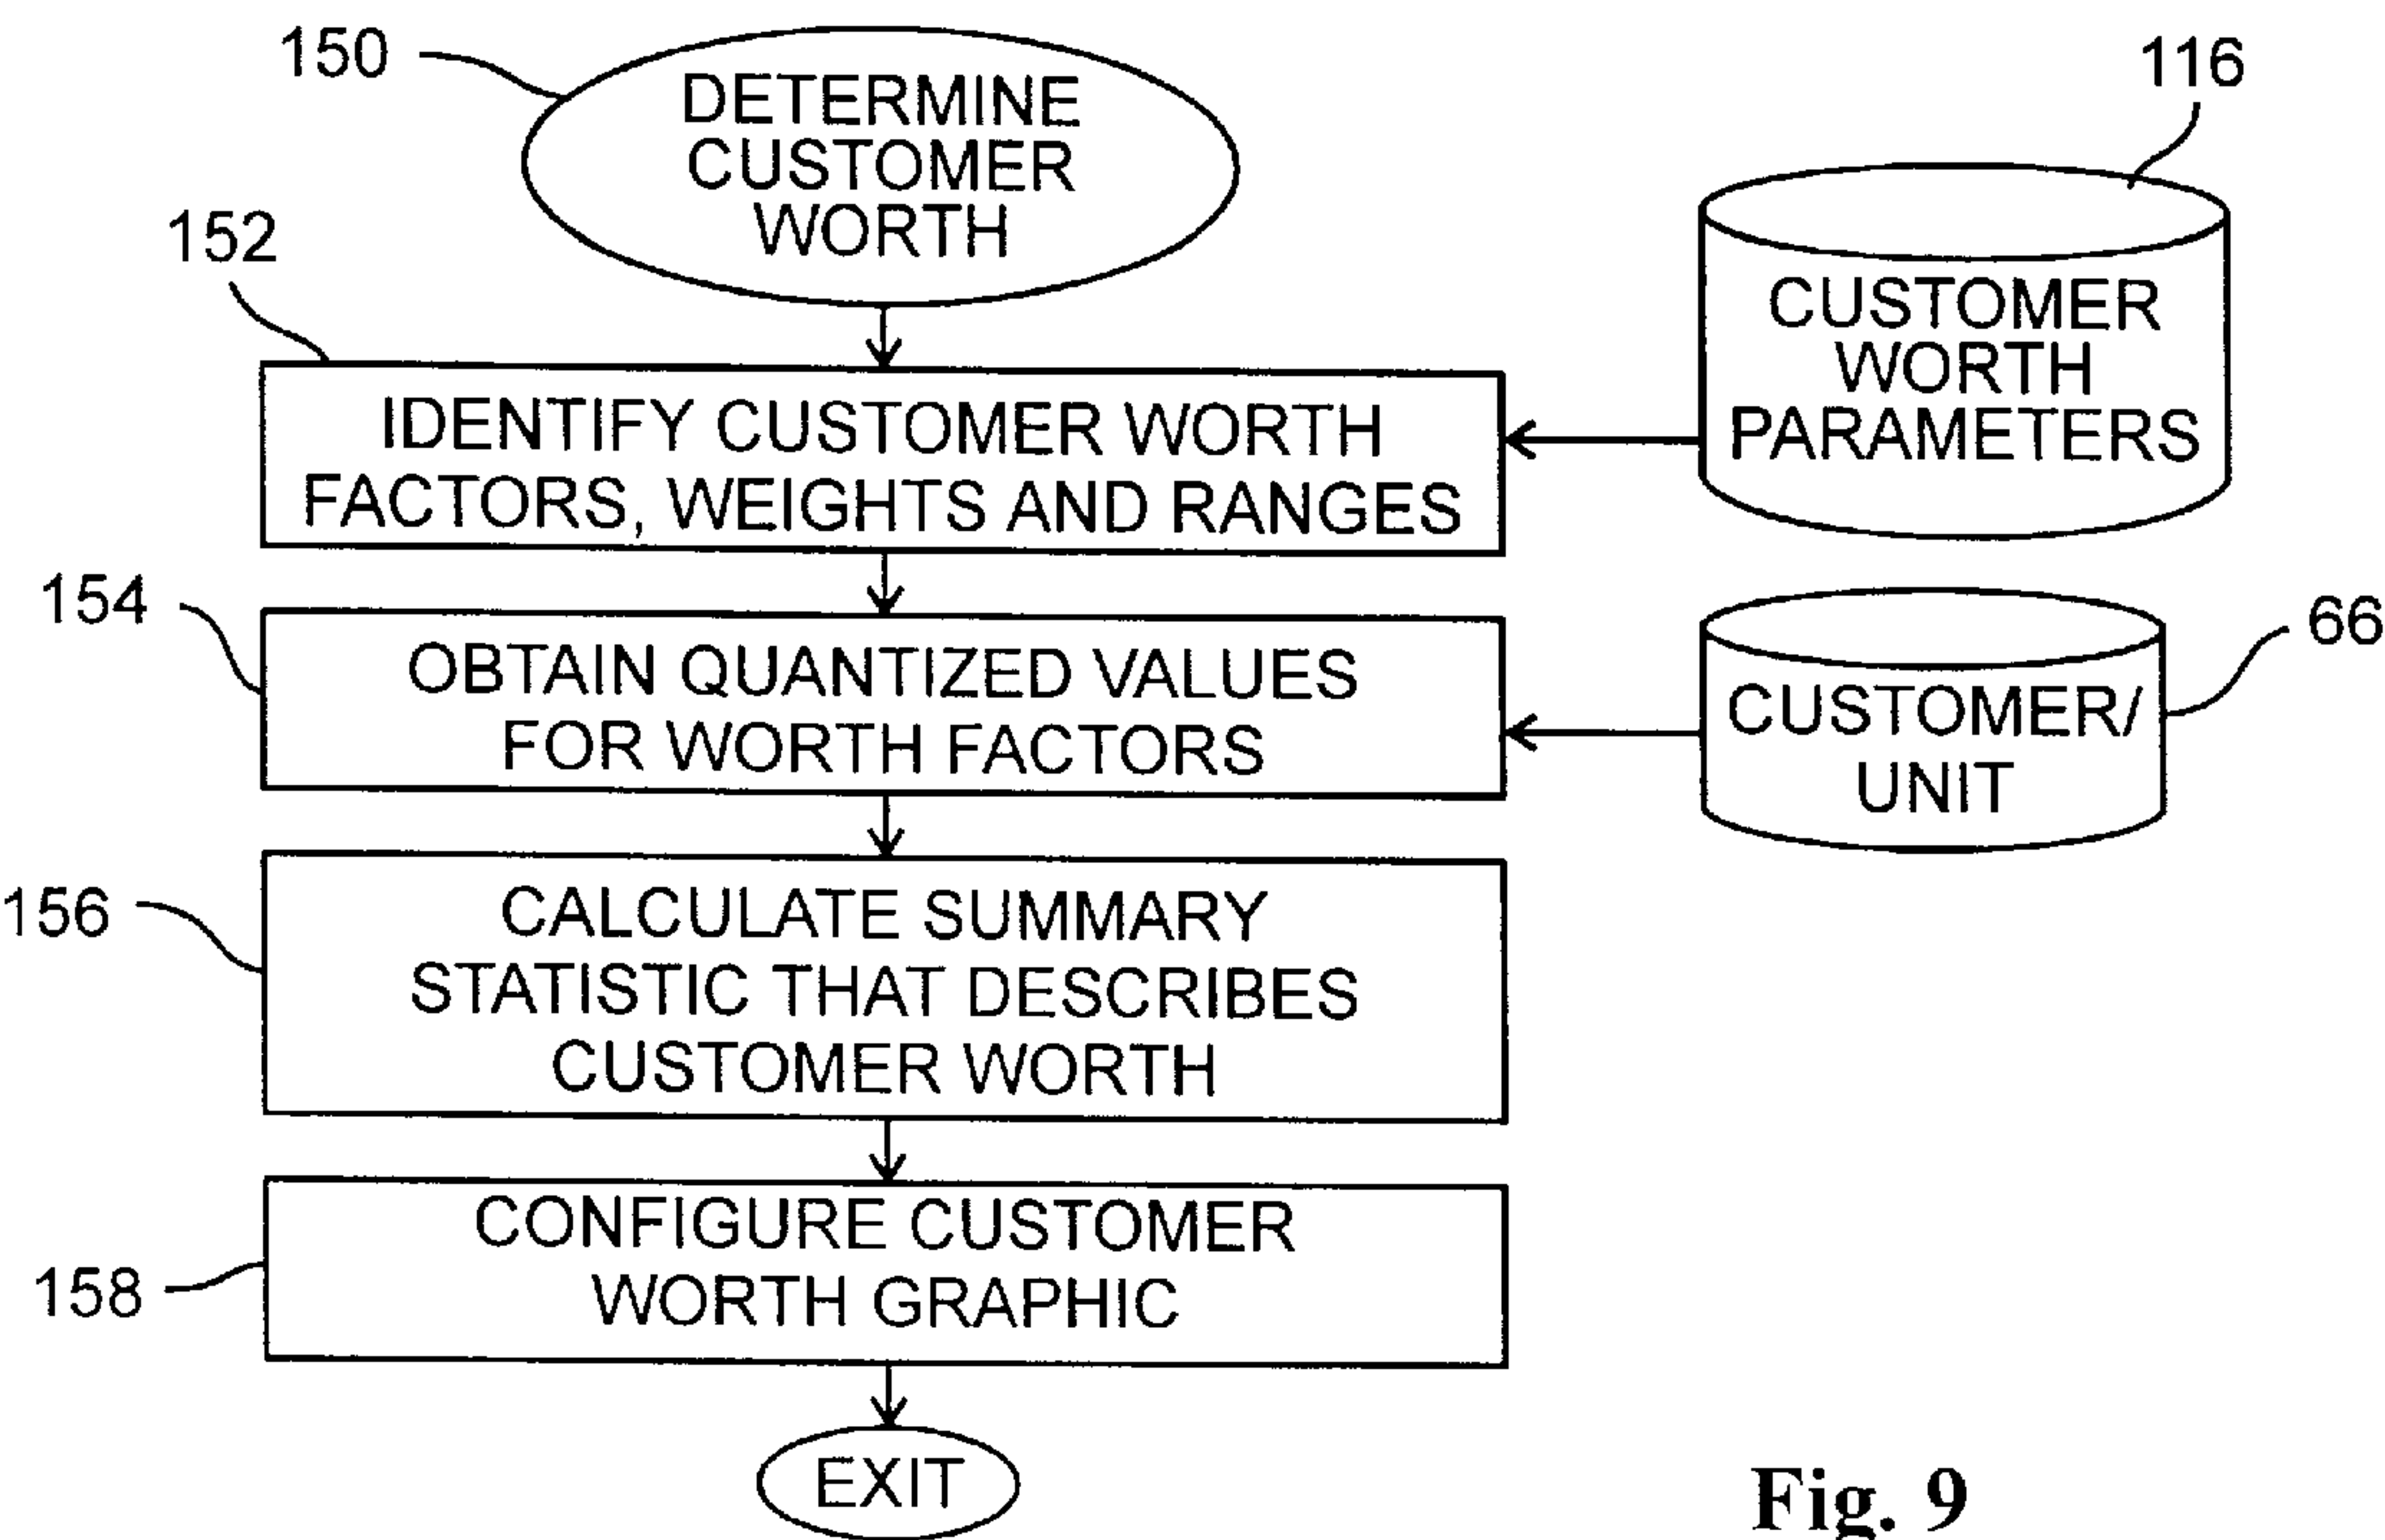 150
DETERMINE
CUSTOMER
WORTH
116
152
CUSTOMER
WORTH
PARAMETERS
IDENTIFY CUSTOMER WORTH
FACTORS, WEIGHTS AND RANGES
154
OBTAIN QUANTIZED VALUES
FOR WORTH FACTORS
66
CUSTOMER/
UNIT
156
CALCULATE SUMMARY
STATISTIC THAT DESCRIBES
CUSTOMER WORTH
158
CONFIGURE CUSTOMER
WORTH GRAPHIC
EXIT
Fig. 9